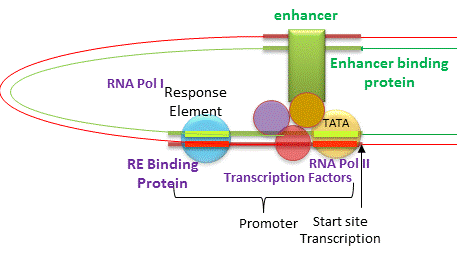 enhancer
Enhancer binding
protein
RNA Pol I
Response
Element
TATA
RE Binding
Protein
RNA Pol II
Transcription Factors
Promoter
Start site
Transcription